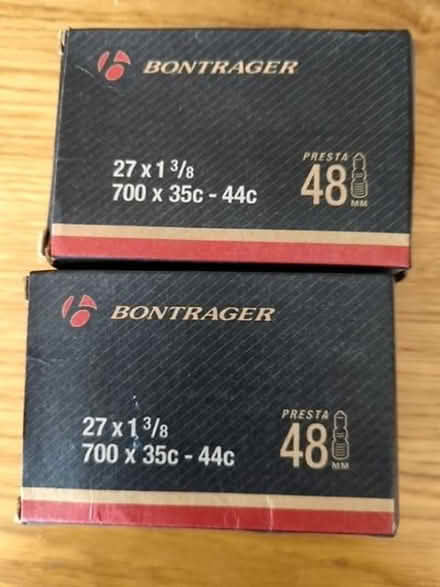 BONTRAGER
27 x 1 3/8
700 x 35c - 44c
PRESTA
48
MM
BONTRAGER
27 x 1 3/8
700 x 35c - 44c
PRESTA
48
MM